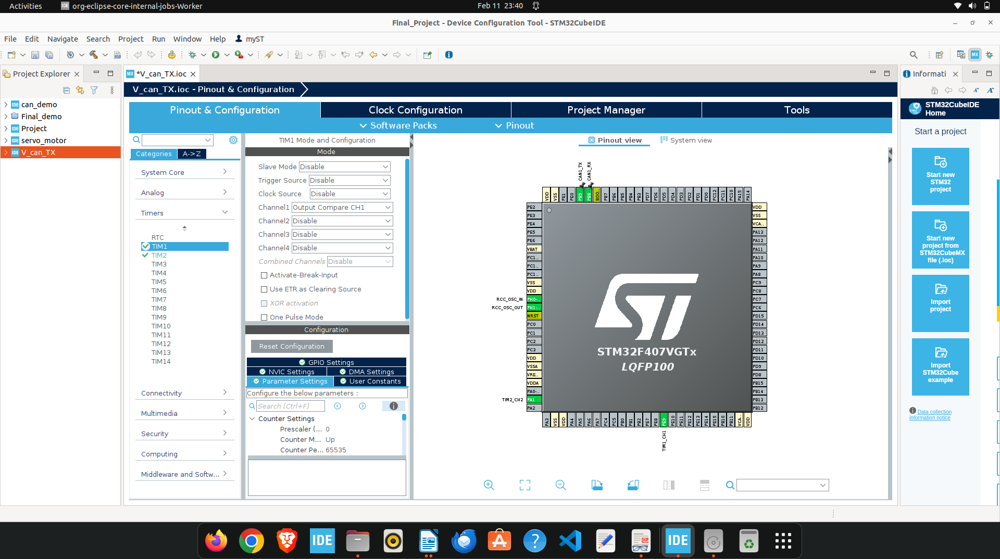 Activities
org-eclipse-core-internal-jobs-Worker
Feb 11 23:40
Final_Project - Device Configuration Tool - STM32CubeIDE
File Edit Navigate Search Project Run Window Help myST
Project Explorer
can_demo
Final_demo
Project
servo_motor
V_can_TX
*V_can_TX.ioc
V_can_TX.ioc - Pinout & Configuration
Pinout & Configuration
Clock Configuration
Project Manager
Tools
Software Packs
Pinout
Categories
A->Z
System Core
Analog
Timers
RTC
TIM1
TIM2
TIM3
TIM4
TIM5
TIM6
TIM7
TIM8
TIM9
TIM10
TIM11
TIM12
TIM13
TIM14
Connectivity
Multimedia
Security
Computing
Middleware and Softw...
TIM1 Mode and Configuration
Mode
Slave Mode Disable
Trigger Source Disable
Clock Source Disable
Channel1 Output Compare CH1
Channel2 Disable
Channel3 Disable
Channel4 Disable
Combined Channels Disable
Activate-Break-Input
Use ETR as Clearing Source
XOR activation
One Pulse Mode
Configuration
Reset Configuration
GPIO Settings
NVIC Settings
DMA Settings
Parameter Settings
User Constants
Configure the below parameters :
Search (Ctrl+F)
Counter Settings
Prescaler (... 0
Counter M... Up
Counter Pe... 65535
Pinout view
System view
CAN1_TX
CAN1_RX
VDD
VSS
PE1
PE0
PB9
PB8
BOO..
PB7
PB6
PB5
PB4
PB3
PD7
PD6
PD5
PD4
PD3
PD2
PD1
PD0
PC12
PC11
PC10
PA15
PA14
PE2
PE3
PE4
PE5
PE6
VBAT
PC1..
PC1..
PC1..
VSS
VDD
RCC_OSC_IN PH0-..
RCC_OSC_OUT PH1-..
NRST
PC0
PC1
PC2
PC3
VDD
VSSA
VRE..
VDDA
PA0-..
TIM2_CH2 PA1
PA2
VDD
VSS
VCA..
PA13
PA12
PA11
PA10
PA9
PA8
PC9
PC8
PC7
PC6
PD15
PD14
PD13
PD12
PD11
PD10
PD9
PD8
PB15
PB14
PB13
PB12
STM32F407VGTx
LQFP100
PA3
VSS
VDD
PA4
PA5
PA6
PA7
PC4
PC5
PB0
PB1
PB2
PE7
PE8
PE9
PE10
PE11
PE12
PE13
PE14
PE15
PB10
PB11
VCA..
VDD
TIM1_CH1
Informati
STM32CubeIDE
Home
Start a project
Start new
STM32
project
Start new
project from
STM32CubeMX
file (.ioc)
Import
project
Import
STM32Cube
example
Data collection
information notice
IDE
IDE